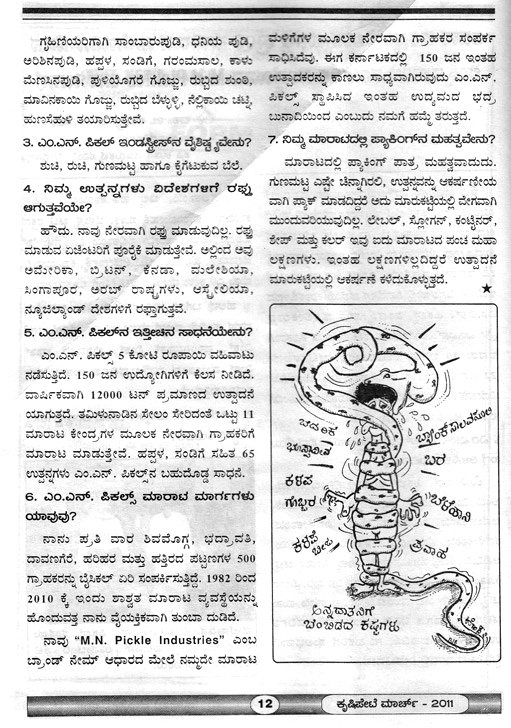 ಗೃಹಿಣಿಯರಿಗಾಗಿ ಸಾಂಬಾರುಪುಡಿ, ಧನಿಯ ಪುಡಿ,
ಅರಿಶಿನಪುಡಿ, ಹಪ್ಪಳ, ಸಂಡಿಗೆ, ಗರಂಮಸಾಲ, ಕಾಳು
ಮೆಣಸಿನಪುಡಿ, ಪುಳಿಯೊಗರೆ ಗೊಜ್ಜು, ರುಬ್ಬಿದ ಶುಂಠಿ,
ಮಾವಿನಕಾಯಿ ಗೊಜ್ಜು, ರುಬ್ಬಿದ ಬೆಳ್ಳುಳ್ಳಿ, ನೆಲ್ಲಿಕಾಯಿ ಚಟ್ನಿ,
ಹುಣಸೆಹುಳಿ ತಯಾರಿಸುತ್ತೇವೆ.
3. ಎಂ.ಎನ್. ಪಿಕಲ್ ಇಂಡಸ್ಟ್ರೀಸ್‌ನ ವೈಶಿಷ್ಟ್ಯವೇನು?
ಶುಚಿ, ರುಚಿ, ಗುಣಮಟ್ಟ ಹಾಗೂ ಕೈಗೆಟುಕುವ ಬೆಲೆ.
4. ನಿಮ್ಮ ಉತ್ಪನ್ನಗಳು ವಿದೇಶಗಳಿಗೆ ರಫ್ತು
ಆಗುತ್ತವೆಯೇ?
ಹೌದು. ನಾವು ನೇರವಾಗಿ ರಫ್ತು ಮಾಡುವುದಿಲ್ಲ. ರಫ್ತು
ಮಾಡುವ ಏಜೆಂಟರಿಗೆ ಪೂರೈಕೆ ಮಾಡುತ್ತೇವೆ. ಅಲ್ಲಿಂದ ಅವು
ಅಮೇರಿಕಾ, ಬ್ರಿಟನ್, ಕೆನಡಾ, ಮಲೇಶಿಯಾ,
ಸಿಂಗಾಪೂರ, ಅರಬ್ ರಾಷ್ಟ್ರಗಳು, ಆಸ್ಟ್ರೇಲಿಯಾ,
ನ್ಯೂಜಿಲ್ಯಾಂಡ್ ದೇಶಗಳಿಗೆ ರಫ್ತಾಗುತ್ತವೆ.
5. ಎಂ.ಎನ್. ಪಿಕಲ್‌ನ ಇತ್ತೀಚಿನ ಸಾಧನೆಯೇನು?
ಎಂ.ಎನ್. ಪಿಕಲ್ಸ್ 5 ಕೋಟಿ ರೂಪಾಯಿ ವಹಿವಾಟು
ನಡೆಸುತ್ತಿದೆ. 150 ಜನ ಉದ್ಯೋಗಿಗಳಿಗೆ ಕೆಲಸ ನೀಡಿದೆ.
ವಾರ್ಷಿಕವಾಗಿ 12000 ಟನ್ ಪ್ರಮಾಣದ ಉತ್ಪಾದನೆ
ಯಾಗುತ್ತದೆ. ತಮಿಳುನಾಡಿನ ಸೇಲಂ ಸೇರಿದಂತೆ ಒಟ್ಟು 11
ಮಾರಾಟ ಕೇಂದ್ರಗಳ ಮೂಲಕ ನೇರವಾಗಿ ಗ್ರಾಹಕರಿಗೆ
ಮಾರಾಟ ಮಾಡುತ್ತೇವೆ. ಹಪ್ಪಳ, ಸಂಡಿಗೆ ಸಹಿತ 65
ಉತ್ಪನ್ನಗಳು ಎಂ.ಎನ್. ಪಿಕಲ್ಸ್‌ನ ಬಹುದೊಡ್ಡ ಸಾಧನೆ.
6. ಎಂ.ಎನ್. ಪಿಕಲ್ಸ್ ಮಾರಾಟ ಮಾರ್ಗಗಳು
ಯಾವುವು?
ನಾನು ಪ್ರತಿ ವಾರ ಶಿವಮೊಗ್ಗ, ಭದ್ರಾವತಿ,
ದಾವಣಗೆರೆ, ಹರಿಹರ ಮತ್ತು ಹತ್ತಿರದ ಪಟ್ಟಣಗಳ 500
ಗ್ರಾಹಕರನ್ನು ಬೈಸಿಕಲ್ ಏರಿ ಸಂಪರ್ಕಿಸುತ್ತಿದ್ದೆ. 1982 ರಿಂದ
2010 ಕ್ಕೆ ಇಂದು ಶಾಶ್ವತ ಮಾರಾಟ ವ್ಯವಸ್ಥೆಯನ್ನು
ಹೊಂದುವತ್ತ ನಾನು ವೈಯಕ್ತಿಕವಾಗಿ ತುಂಬಾ ದುಡಿದೆ.
ನಾವು "M.N. Pickle Industries" ಎಂಬ
ಬ್ರ್ಯಾಂಡ್ ನೇಮ್ ಆಧಾರದ ಮೇಲೆ ನಮ್ಮದೇ ಮಾರಾಟ
ಮಳಿಗೆಗಳ ಮೂಲಕ ನೇರವಾಗಿ ಗ್ರಾಹಕರ ಸಂಪರ್ಕ
ಸಾಧಿಸಿದೆವು. ಈಗ ಕರ್ನಾಟಕದಲ್ಲಿ 150 ಜನ ಇಂತಹ
ಉತ್ಪಾದಕರನ್ನು ಕಾಣಲು ಸಾಧ್ಯವಾಗಿರುವುದು ಎಂ.ಎನ್.
ಪಿಕಲ್ಸ್ ಸ್ಥಾಪಿಸಿದ ಇಂತಹ ಉದ್ಯಮದ ಭದ್ರ
ಬುನಾದಿಯಿಂದ ಎಂಬುದು ನಮಗೆ ಹೆಮ್ಮೆ ತರುತ್ತದೆ.
7. ನಿಮ್ಮ ಮಾರಾಟದಲ್ಲಿ ಪ್ಯಾಕಿಂಗ್‌ನ ಮಹತ್ವವೇನು?
ಮಾರಾಟದಲ್ಲಿ ಪ್ಯಾಕಿಂಗ್ ಪಾತ್ರ, ಮಹತ್ವವಾದುದು.
ಗುಣಮಟ್ಟ ಎಷ್ಟೇ ಚೆನ್ನಾಗಿರಲಿ, ಉತ್ಪನ್ನವನ್ನು ಆಕರ್ಷಣೀಯ
ವಾಗಿ ಪ್ಯಾಕ್ ಮಾಡದಿದ್ದರೆ ಅದು ಮಾರುಕಟ್ಟೆಯಲ್ಲಿ ವೇಗವಾಗಿ
ಮುಂದುವರಿಯುವುದಿಲ್ಲ. ಲೇಬಲ್, ಸ್ಲೋಗನ್, ಕಂಟೈನರ್,
ಶೇಪ್ ಮತ್ತು ಕಲರ್ ಇವು ಐದು ಮಾರಾಟದ ಪಂಚ ಮಹಾ
ಲಕ್ಷಣಗಳು. ಇಂತಹ ಲಕ್ಷಣಗಳಿಲ್ಲದಿದ್ದರೆ ಉತ್ಪಾದನೆ
ಮಾರುಕಟ್ಟೆಯಲ್ಲಿ ಆಕರ್ಷಣೆ ಕಳೆದುಕೊಳ್ಳುತ್ತದೆ.
ಬ್ಯಾಂಕ್ ಸಾಲವಸೂಲಿ
ಬರ
ಕಳಪೆ
ಗೊಬ್ಬರ
ಬೆಲೆಹಾನಿ
ಕಳಪೆ
ಬೀಜ
ಪ್ರವಾಹ
ಅನ್ನದಾತನಿಗೆ
ಬೆಂಬಿಡದ ಕಷ್ಟಗಳು
12
ಕೃಷಿಪೇಟೆ ಮಾರ್ಚ್ - 2011